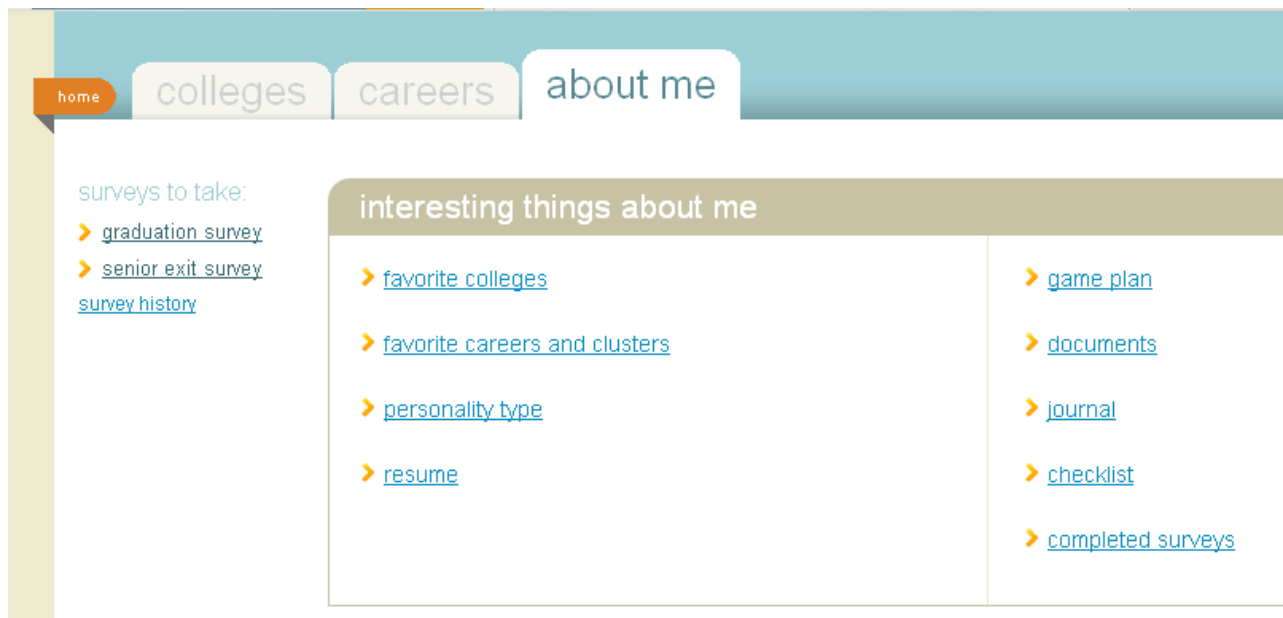 home
colleges
careers
about me
surveys to take:
graduation survey
senior exit survey
survey history
interesting things about me
favorite colleges
favorite careers and clusters
personality type
resume
game plan
documents
journal
checklist
completed surveys